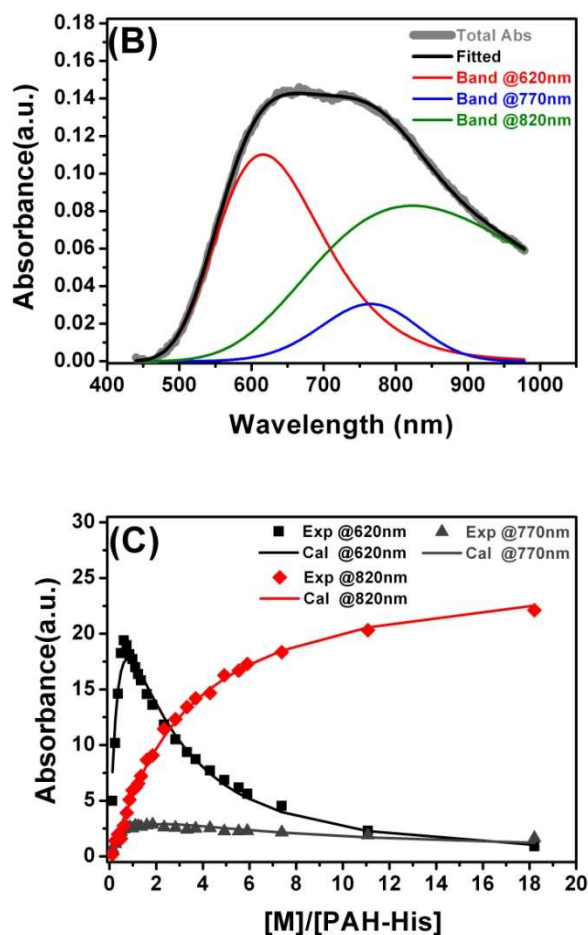 (B)
Total Abs
Fitted
Band @620nm
Band @770nm
Band @820nm
0.18
0.16
0.14
0.12
0.10
0.08
0.06
0.04
0.02
0.00
Absorbance(a.u.)
400 500 600 700 800 900 1000
Wavelength (nm)
(C)
Exp @620nm Exp @770nm
Cal @620nm Cal @770nm
Exp @820nm
Cal @820nm
30
25
20
15
10
5
0
Absorbance(a.u.)
0 2 4 6 8 10 12 14 16 18 20
[M]/[PAH-His]